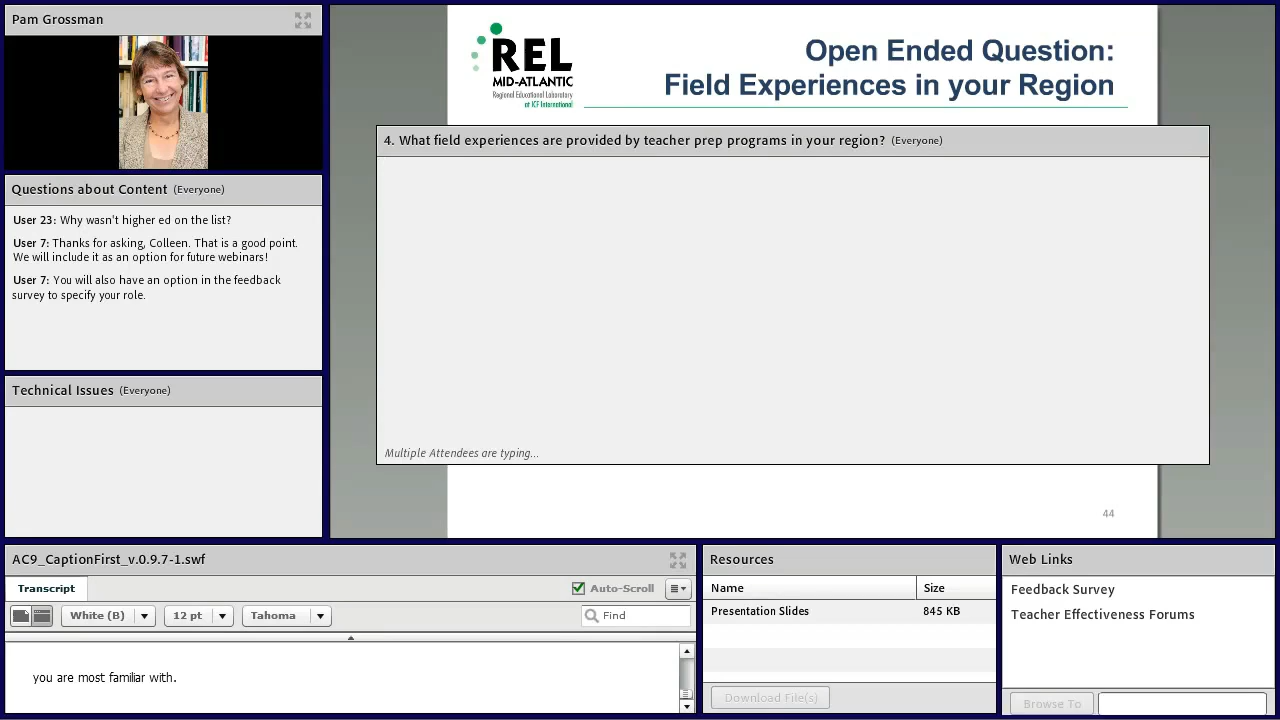 Pam Grossman
Questions about Content (Everyone)
User 23: Why wasn't higher ed on the list?
User 7: Thanks for asking, Colleen. That is a good point.
We will include it as an option for future webinars!
User 7: You will also have an option in the feedback
survey to specify your role.
Technical Issues (Everyone)
REL
MID-ATLANTIC
Regional Educational Laboratory
at ICF International
Open Ended Question:
Field Experiences in your Region
4. What field experiences are provided by teacher prep programs in your region? (Everyone)
Multiple Attendees are typing...
44
AC9_CaptionFirst_v.0.9.7-1.swf
Transcript
Auto-Scroll
White (B)
12 pt
Tahoma
Find
you are most familiar with.
Resources
Name Size
Presentation Slides 845 KB
Download File(s)
Web Links
Feedback Survey
Teacher Effectiveness Forums
Browse To